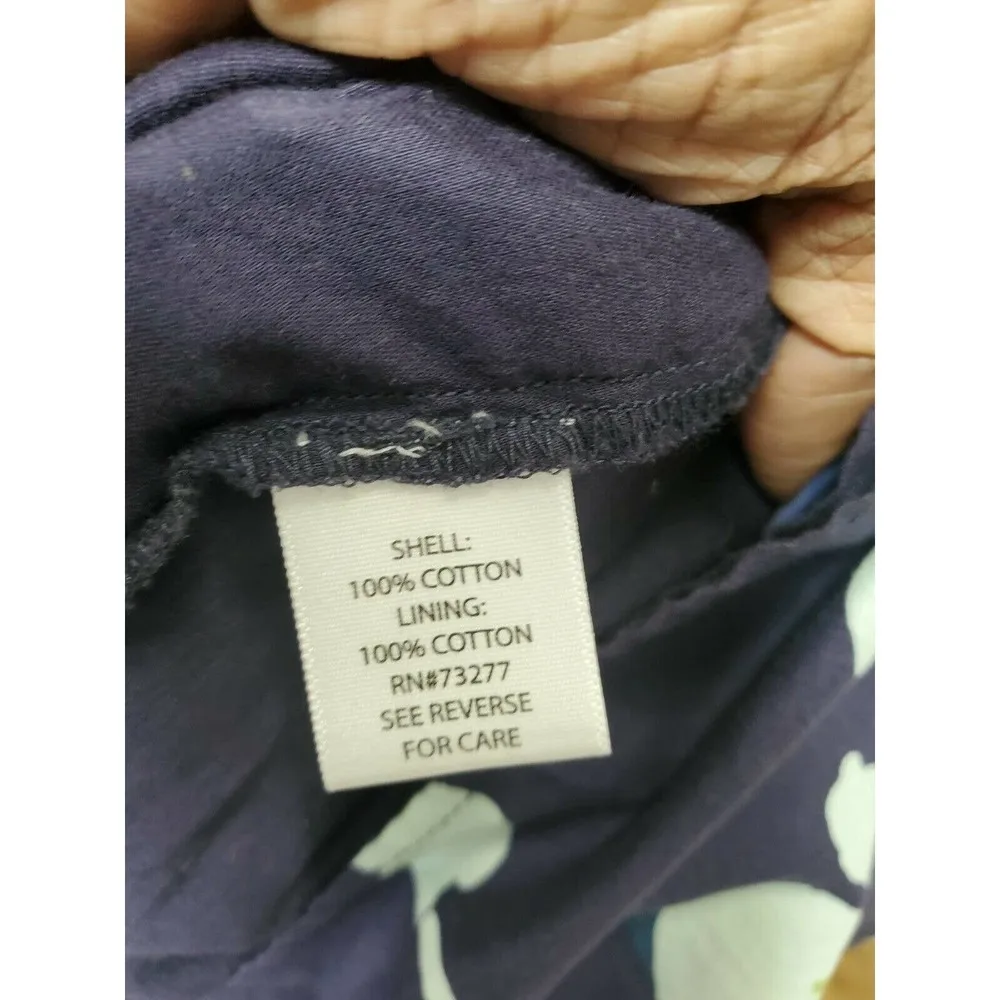 SHELL:
100% COTTON
LINING:
100% COTTON
RN#73277
SEE REVERSE
FOR CARE